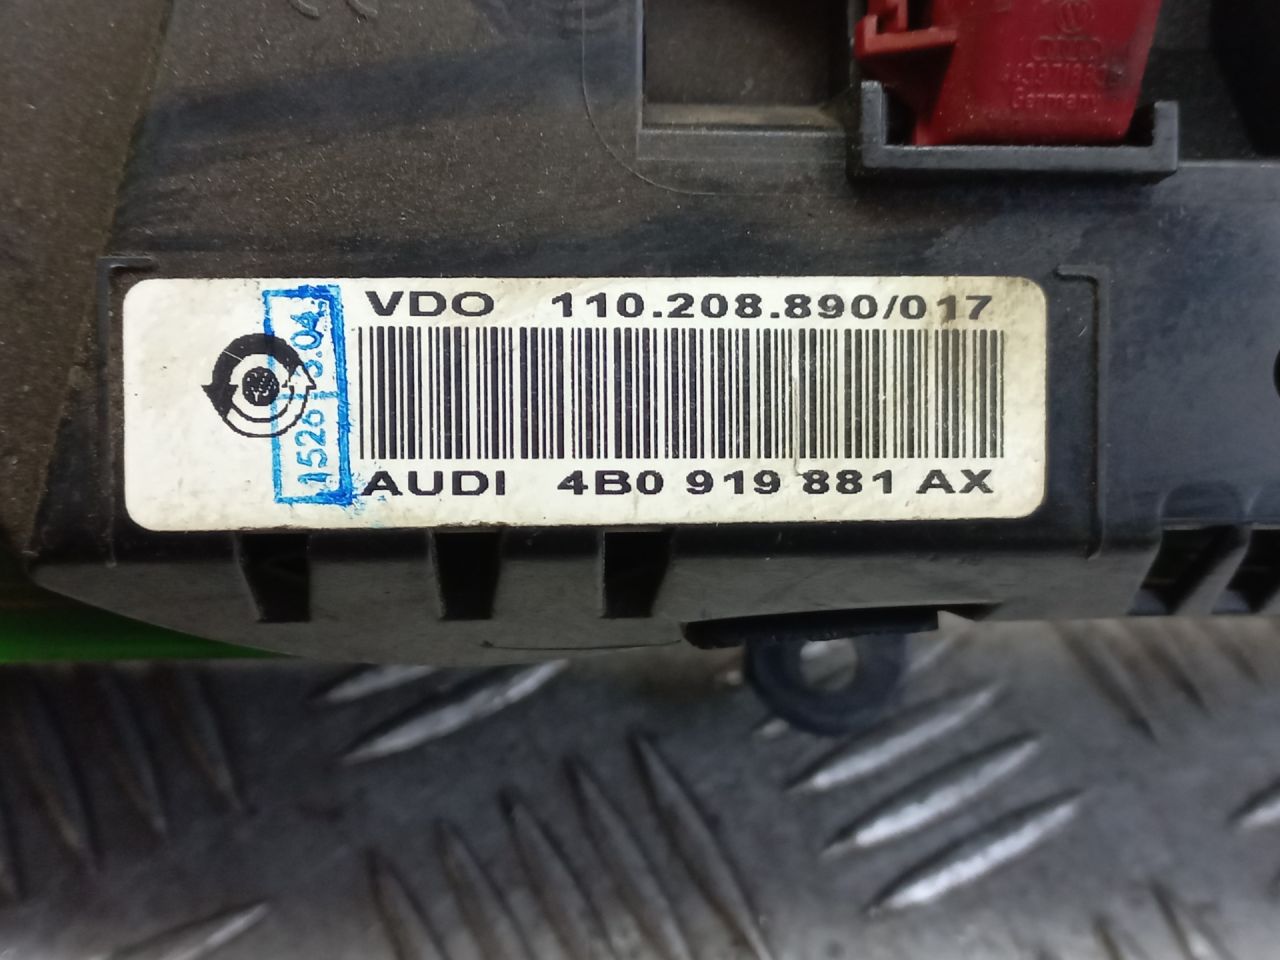 Germany
VDO 110.208.890/017
AUDI 4B0 919 881 AX
1526